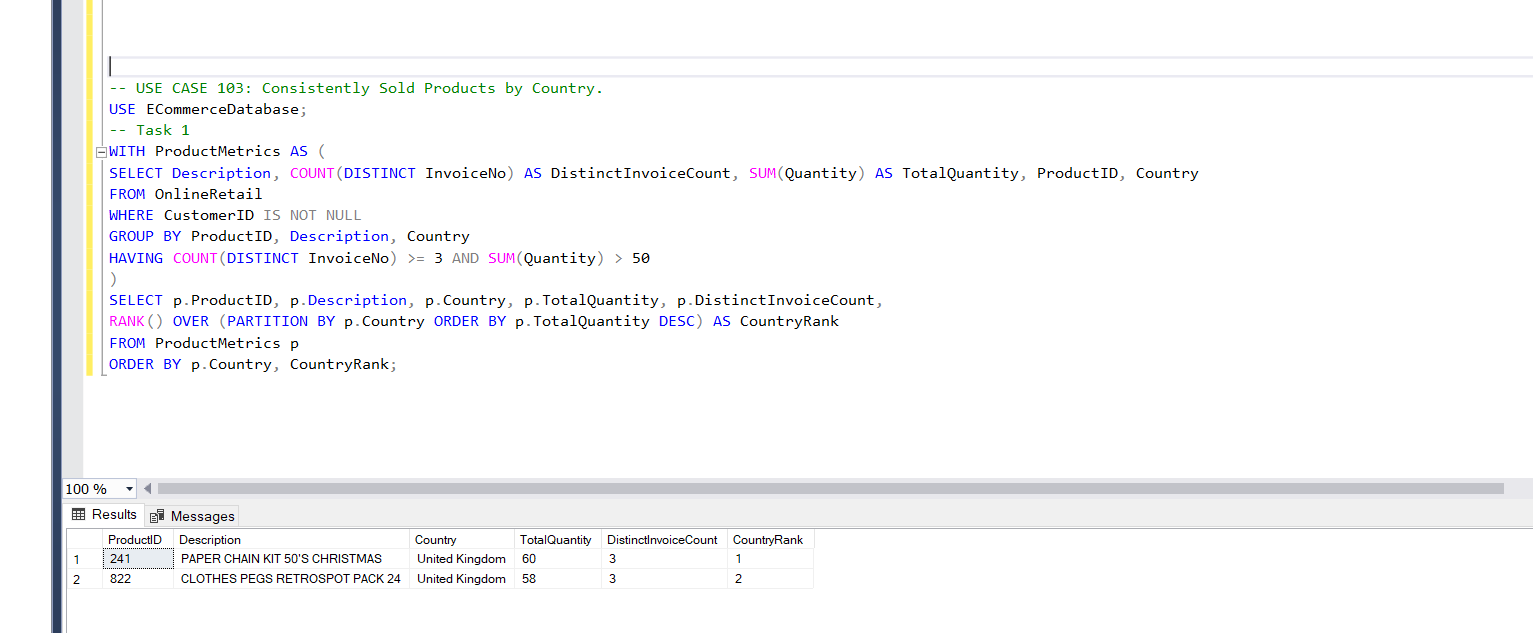 -- USE CASE 103: Consistently Sold Products by Country.
USE ECommerceDatabase;
-- Task 1
WITH ProductMetrics AS (
SELECT Description, COUNT(DISTINCT InvoiceNo) AS DistinctInvoiceCount, SUM(Quantity) AS TotalQuantity, ProductID, Country
FROM OnlineRetail
WHERE CustomerID IS NOT NULL
GROUP BY ProductID, Description, Country
HAVING COUNT(DISTINCT InvoiceNo) >= 3 AND SUM(Quantity) > 50
)
SELECT p.ProductID, p.Description, p.Country, p.TotalQuantity, p.DistinctInvoiceCount,
RANK() OVER (PARTITION BY p.Country ORDER BY p.TotalQuantity DESC) AS CountryRank
FROM ProductMetrics p
ORDER BY p.Country, CountryRank;
100 %
Results Messages
ProductID Description Country TotalQuantity DistinctInvoiceCount CountryRank
1 241 PAPER CHAIN KIT 50'S CHRISTMAS United Kingdom 60 3 1
2 822 CLOTHES PEGS RETROSPOT PACK 24 United Kingdom 58 3 2